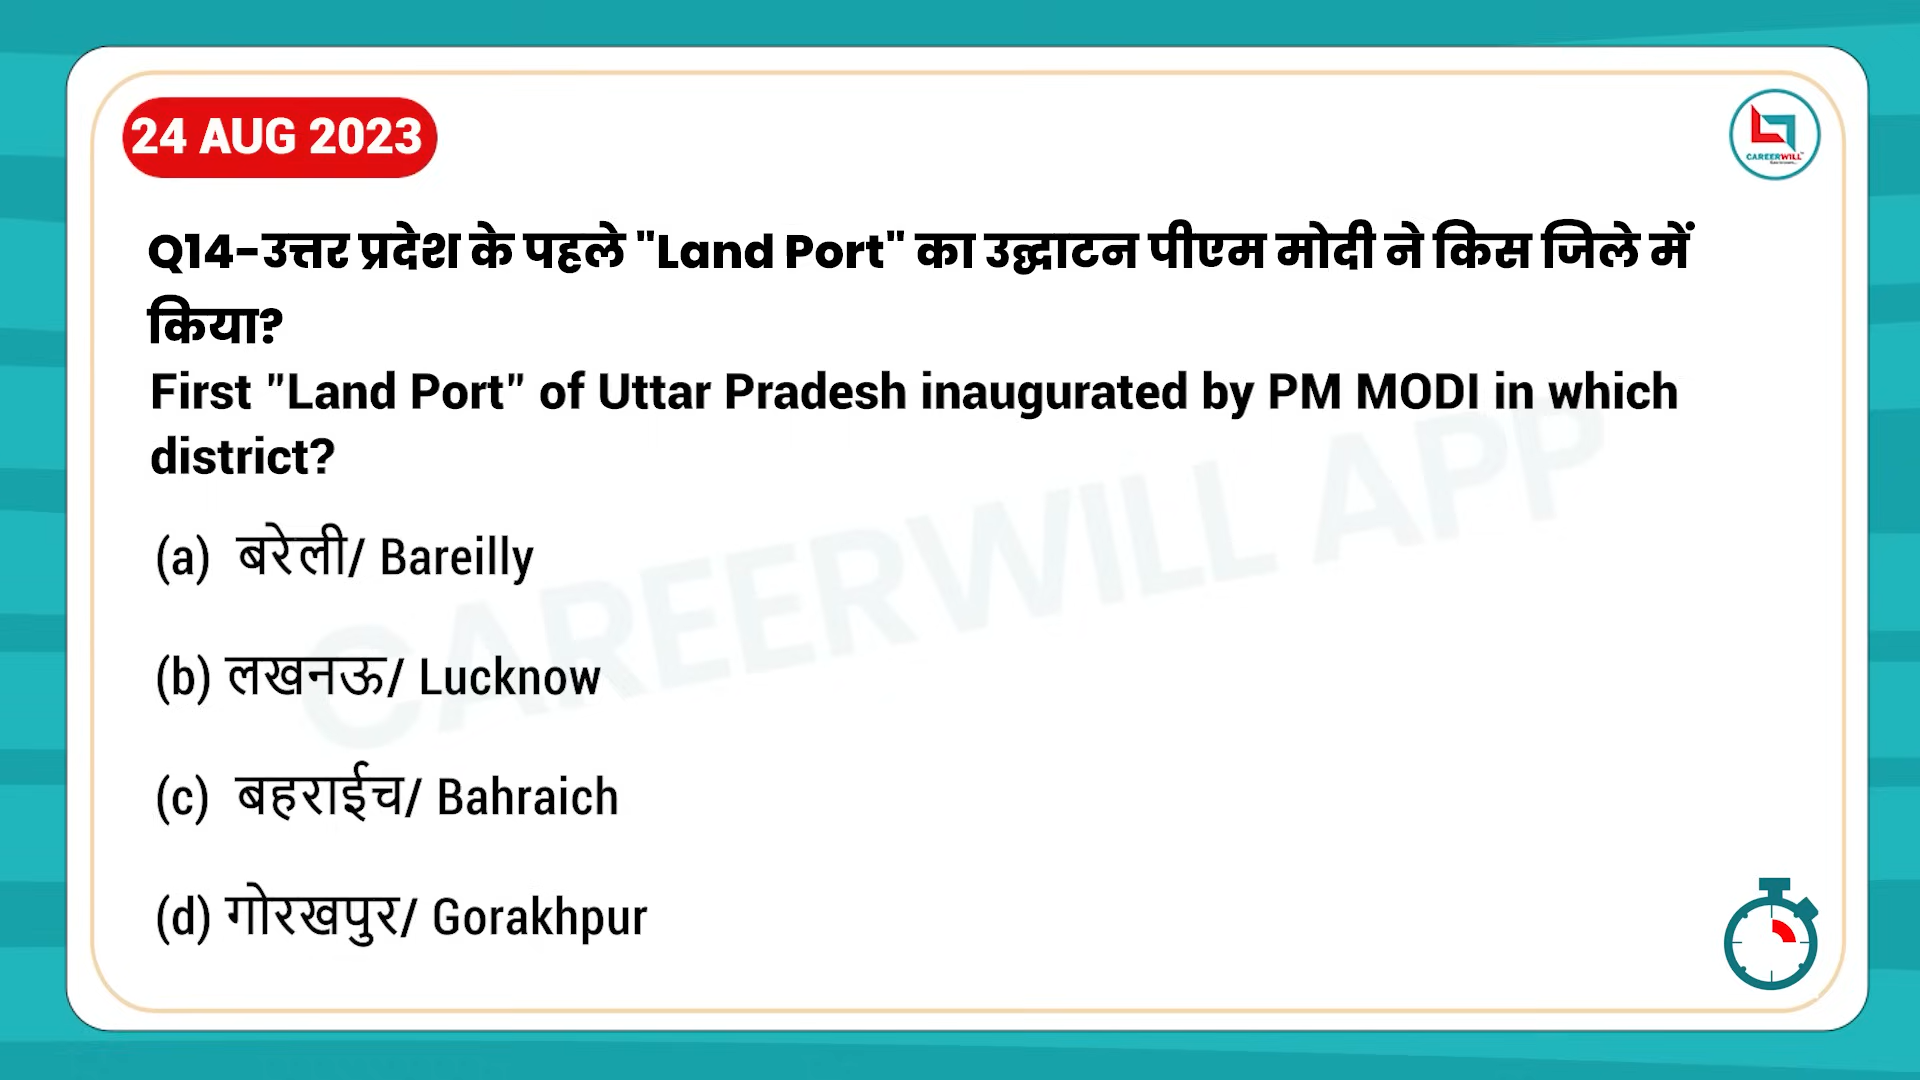 24 AUG 2023
CAREERWILL
Q14-उत्तर प्रदेश के पहले "Land Port" का उद्घाटन पीएम मोदी ने किस जिले में
किया?
First "Land Port" of Uttar Pradesh inaugurated by PM MODI in which
district?
CAREERWILL APP
(a) बरेली/ Bareilly
(b) लखनऊ/ Lucknow
(c) बहराईच/ Bahraich
(d) गोरखपुर/ Gorakhpur